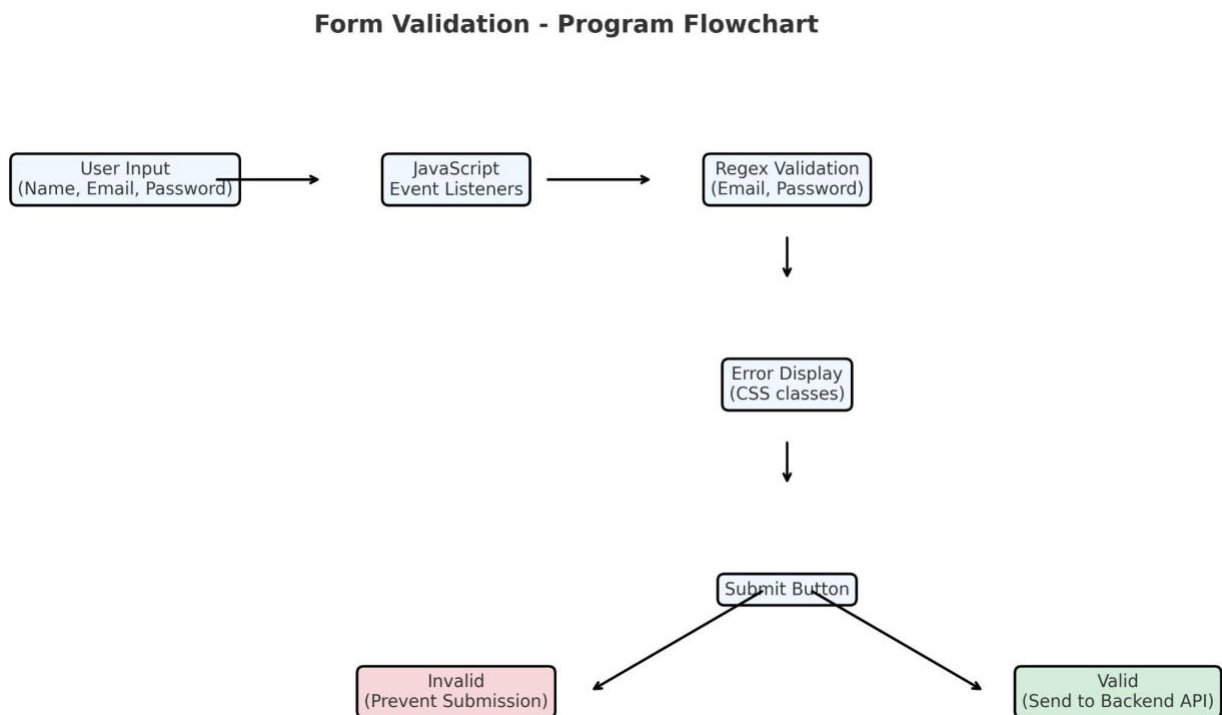 Form Validation - Program Flowchart
User Input
(Name, Email, Password)
JavaScript
Event Listeners
Regex Validation
(Email, Password)
Error Display
(CSS classes)
Submit Button
Invalid
(Prevent Submission)
Valid
(Send to Backend API)